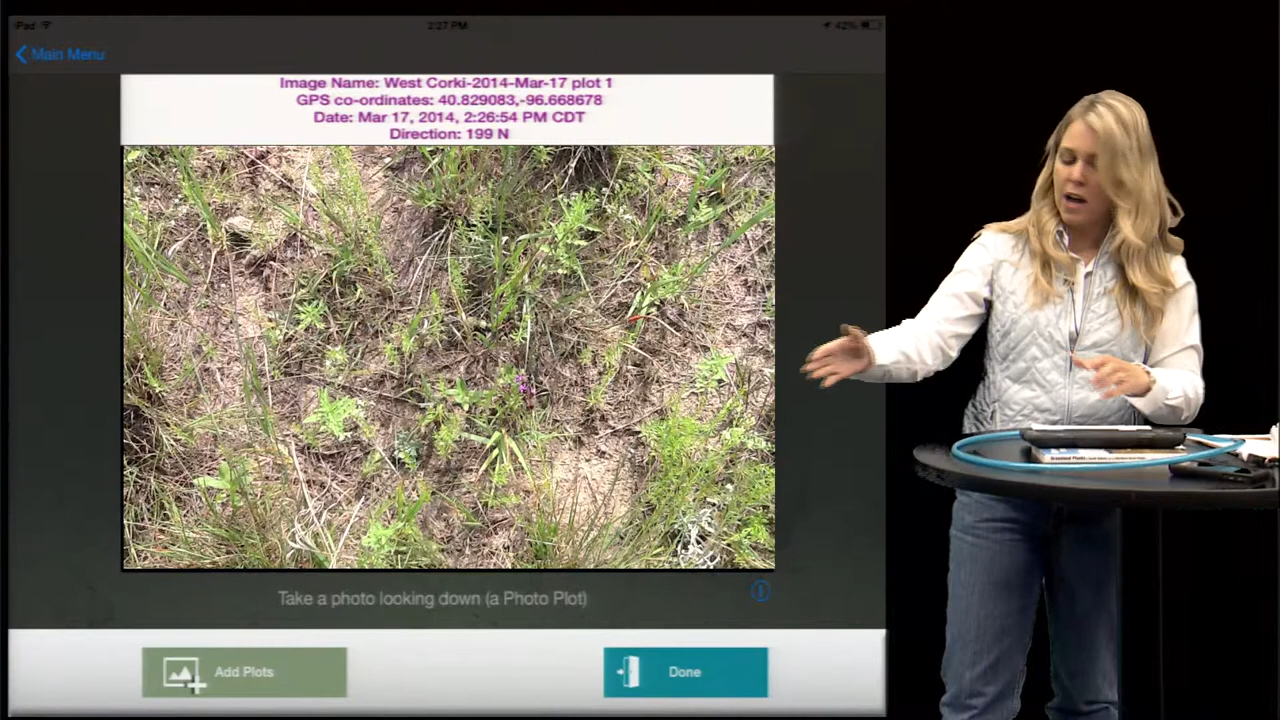 iPad
2:27 PM
42%
Main Menu
Image Name: West Corki-2014-Mar-17 plot 1
GPS co-ordinates: 40.829083,-96.668678
Date: Mar 17, 2014, 2:26:54 PM CDT
Direction: 199 N
Take a photo looking down (a Photo Plot)
Add Plots
Done
Grassland Plants